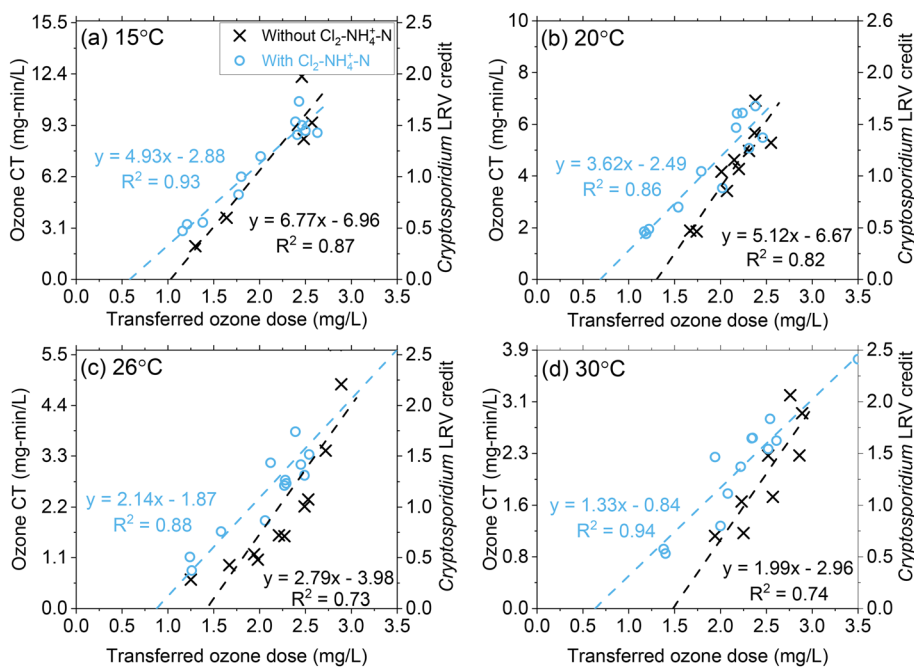 (a) 15°C
Without Cl₂-NH₄⁺-N
With Cl₂-NH₄⁺-N
15.5
12.4
9.3
6.2
3.1
0.0
Ozone CT (mg-min/L)
y = 4.93x - 2.88
R² = 0.93
y = 6.77x - 6.96
R² = 0.87
2.5
2.0
1.5
1.0
0.5
0.0
Cryptosporidium LRV credit
0.0 0.5 1.0 1.5 2.0 2.5 3.0 3.5
Transferred ozone dose (mg/L)
(b) 20°C
10
8
6
4
2
0
Ozone CT (mg-min/L)
y = 3.62x - 2.49
R² = 0.86
y = 5.12x - 6.67
R² = 0.82
2.6
2.0
1.5
1.0
0.5
0.0
Cryptosporidium LRV credit
0.0 0.5 1.0 1.5 2.0 2.5 3.0 3.5
Transferred ozone dose (mg/L)
(c) 26°C
5.5
4.4
3.3
2.2
1.1
0.0
Ozone CT (mg-min/L)
y = 2.14x - 1.87
R² = 0.88
y = 2.79x - 3.98
R² = 0.73
2.5
2.0
1.5
1.0
0.5
0.0
Cryptosporidium LRV credit
0.0 0.5 1.0 1.5 2.0 2.5 3.0 3.5
Transferred ozone dose (mg/L)
(d) 30°C
3.9
3.1
2.3
1.6
0.8
0.0
Ozone CT (mg-min/L)
y = 1.33x - 0.84
R² = 0.94
y = 1.99x - 2.96
R² = 0.74
2.5
2.0
1.5
1.0
0.5
0.0
Cryptosporidium LRV credit
0.0 0.5 1.0 1.5 2.0 2.5 3.0 3.5
Transferred ozone dose (mg/L)